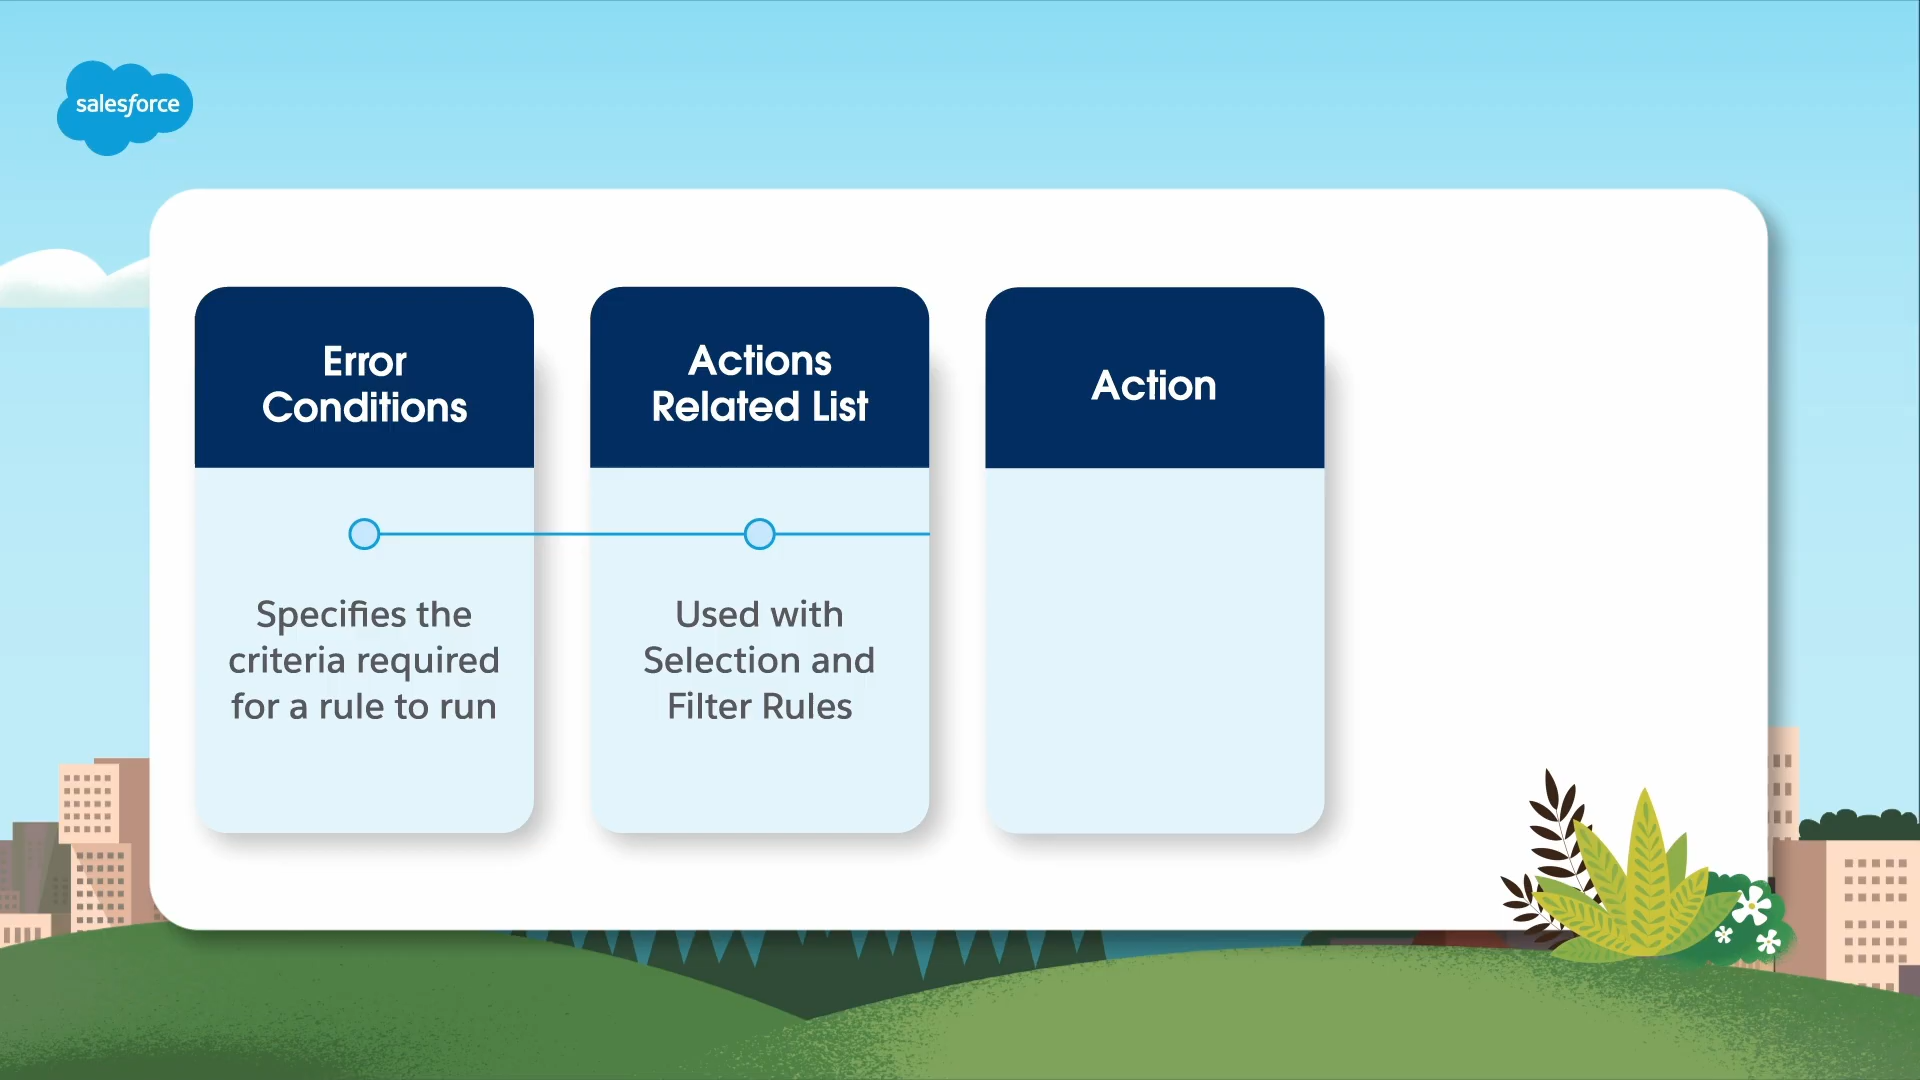 salesforce
Error
Conditions
Specifies the
criteria required
for a rule to run
Actions
Related List
Used with
Selection and
Filter Rules
Action